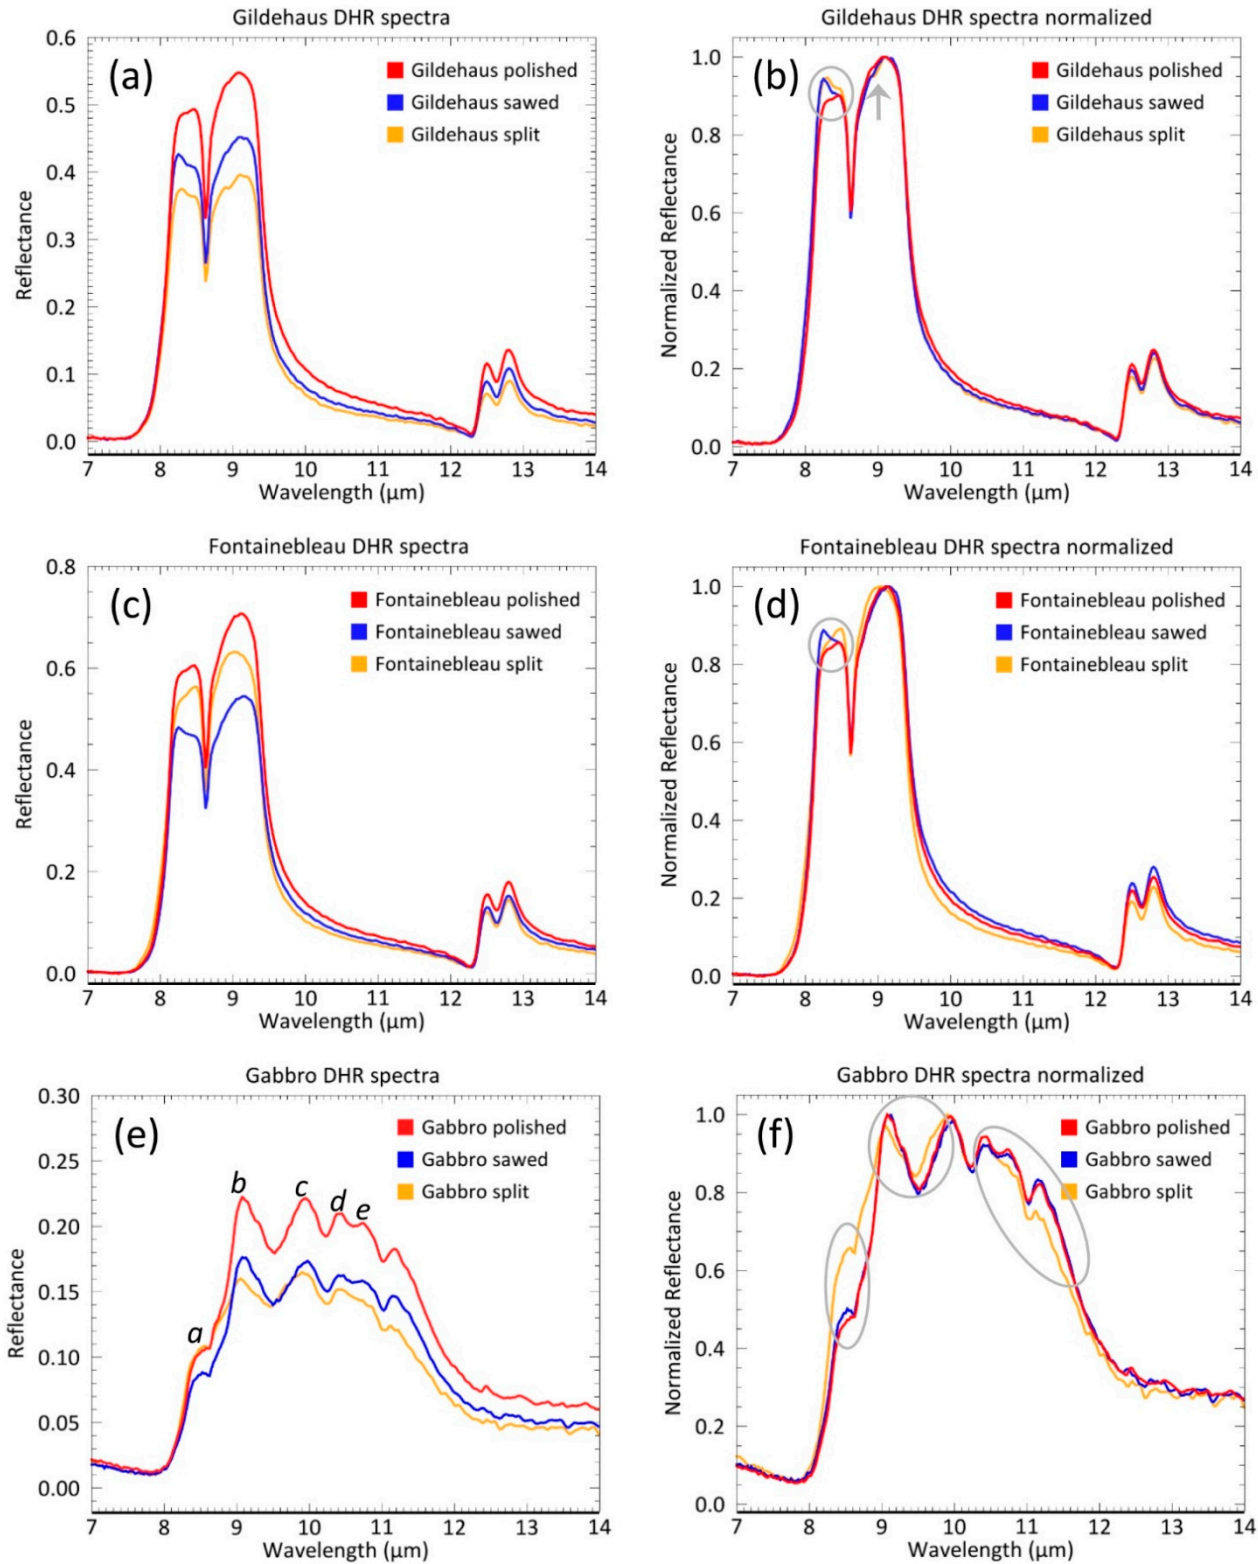 Gildehaus DHR spectra
(a)
Gildehaus polished
Gildehaus sawed
Gildehaus split
Reflectance
0.6
0.5
0.4
0.3
0.2
0.1
0.0
7 8 9 10 11 12 13 14
Wavelength (μm)
Gildehaus DHR spectra normalized
(b)
Gildehaus polished
Gildehaus sawed
Gildehaus split
Normalized Reflectance
1.0
0.8
0.6
0.4
0.2
0.0
7 8 9 10 11 12 13 14
Wavelength (μm)
Fontainebleau DHR spectra
(c)
Fontainebleau polished
Fontainebleau sawed
Fontainebleau split
Reflectance
0.8
0.6
0.4
0.2
0.0
7 8 9 10 11 12 13 14
Wavelength (μm)
Fontainebleau DHR spectra normalized
(d)
Fontainebleau polished
Fontainebleau sawed
Fontainebleau split
Normalized Reflectance
1.0
0.8
0.6
0.4
0.2
0.0
7 8 9 10 11 12 13 14
Wavelength (μm)
Gabbro DHR spectra
(e)
Gabbro polished
Gabbro sawed
Gabbro split
a b c d e
Reflectance
0.30
0.25
0.20
0.15
0.10
0.05
0.00
7 8 9 10 11 12 13 14
Wavelength (μm)
Gabbro DHR spectra normalized
(f)
Gabbro polished
Gabbro sawed
Gabbro split
Normalized Reflectance
1.0
0.8
0.6
0.4
0.2
0.0
7 8 9 10 11 12 13 14
Wavelength (μm)